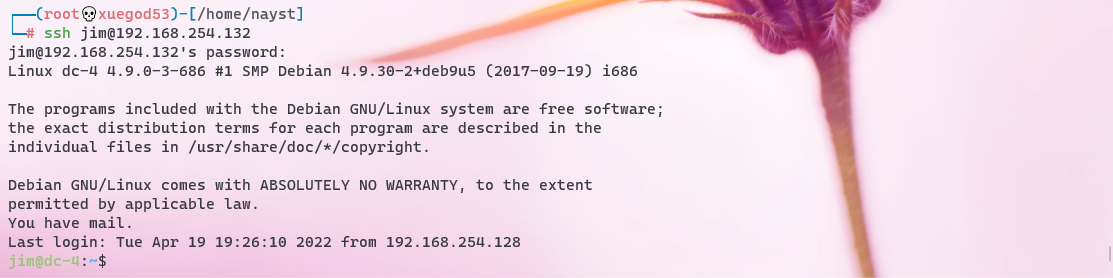 ┌──(root💀xuegod53)-[/home/nayst]
└─# ssh jim@192.168.254.132
jim@192.168.254.132's password:
Linux dc-4 4.9.0-3-686 #1 SMP Debian 4.9.30-2+deb9u5 (2017-09-19) i686
The programs included with the Debian GNU/Linux system are free software;
the exact distribution terms for each program are described in the
individual files in /usr/share/doc/*/copyright.
Debian GNU/Linux comes with ABSOLUTELY NO WARRANTY, to the extent
permitted by applicable law.
You have mail.
Last login: Tue Apr 19 19:26:10 2022 from 192.168.254.128
jim@dc-4:~$